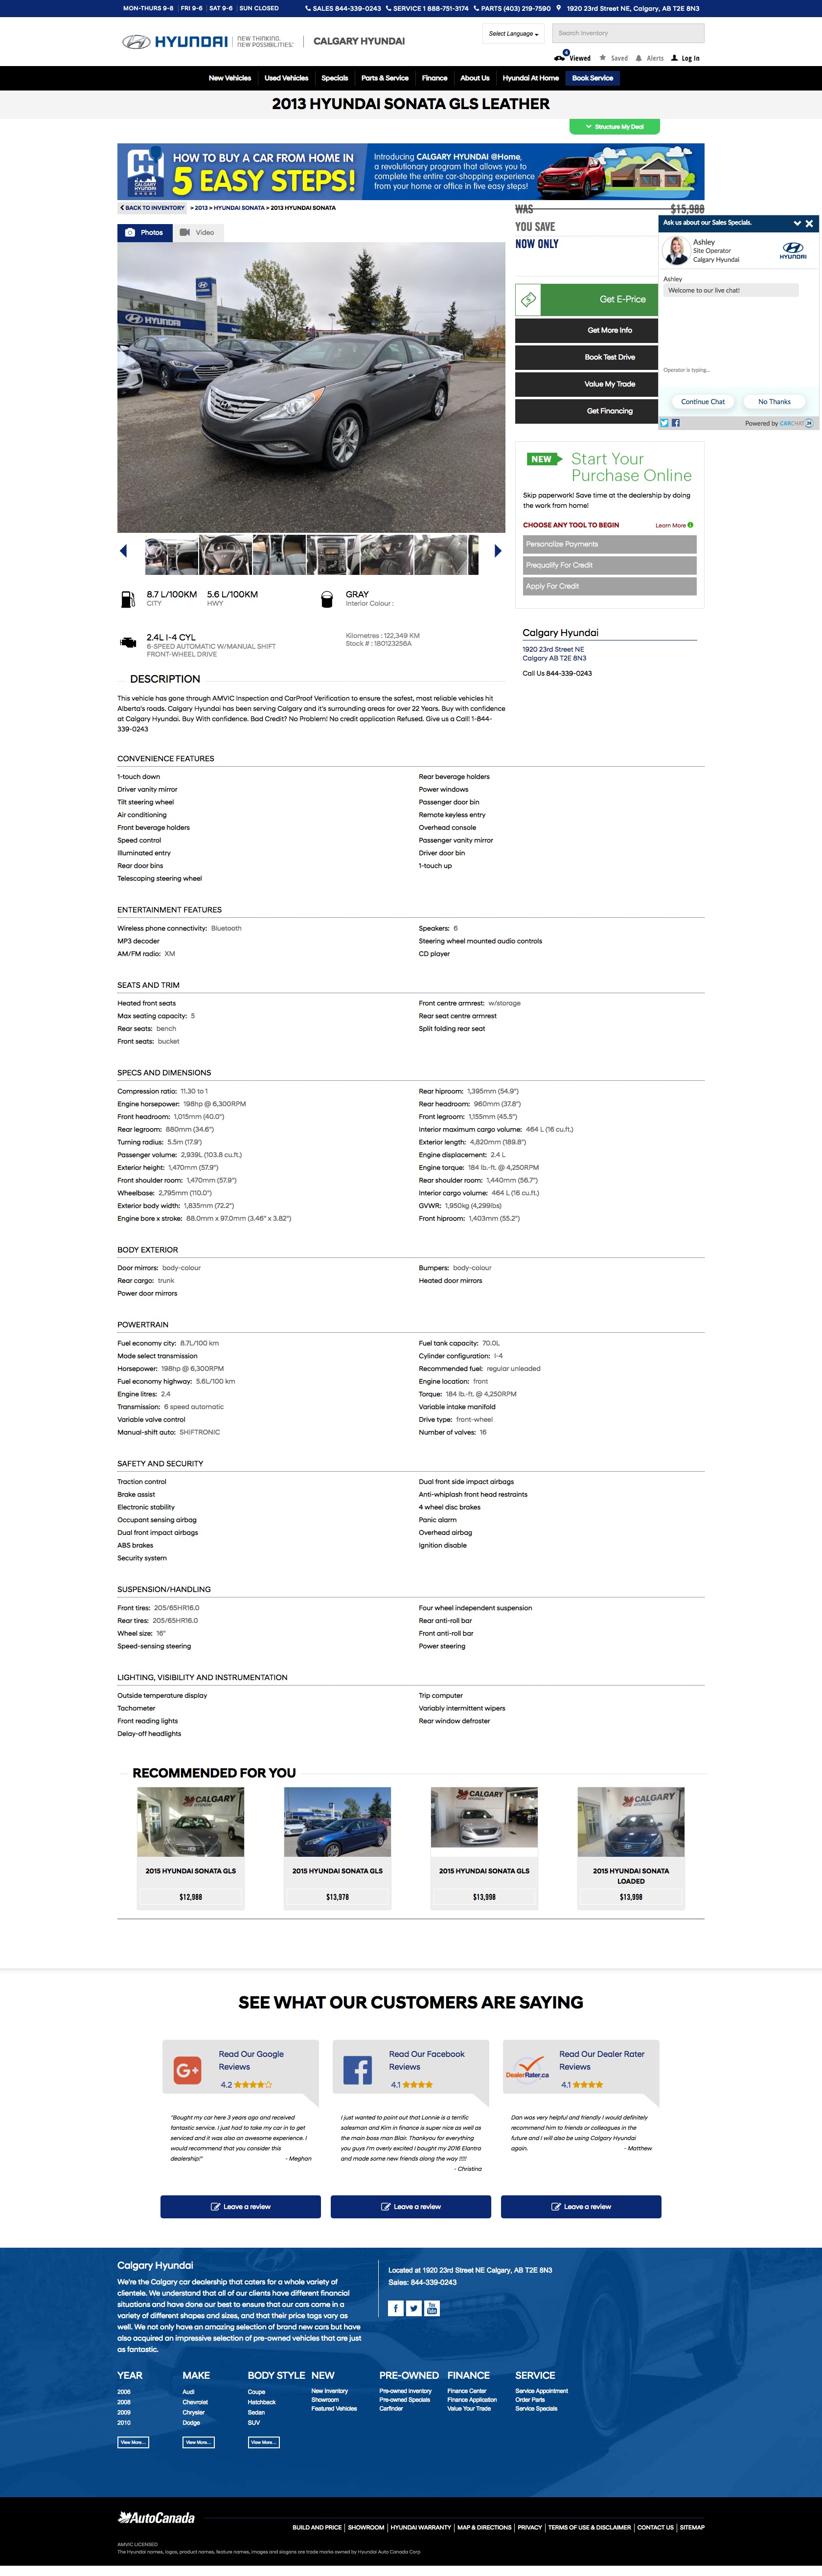 MON-THURS 9-8 FRI 9-6 SAT 9-6 SUN CLOSED SALES 844-339-0243 SERVICE 1 888-751-3174 PARTS (403) 219-7590 1920 23rd Street NE, Calgary, AB T2E 8N3
HYUNDAI NEW THINKING. NEW POSSIBILITIES. CALGARY HYUNDAI
Select Language
Search Inventory
4 Viewed Saved Alerts Log In
New Vehicles Used Vehicles Specials Parts & Service Finance About Us Hyundai At Home Book Service
2013 HYUNDAI SONATA GLS LEATHER
Structure My Deal
CALGARY HYUNDAI @HOME
HOW TO BUY A CAR FROM HOME IN
5 EASY STEPS!
Introducing CALGARY HYUNDAI @Home,
a revolutionary program that allows you to
complete the entire car-shopping experience
from your home or office in five easy steps!
BACK TO INVENTORY > 2013 > HYUNDAI SONATA > 2013 HYUNDAI SONATA
Photos Video
HYUNDAI
WAS $15,988
YOU SAVE
NOW ONLY
Ask us about our Sales Specials.
Ashley
Site Operator
Calgary Hyundai
HYUNDAI
Ashley
Welcome to our live chat!
Operator is typing...
Continue Chat No Thanks
Powered by CARCHAT 24
Get E-Price
Get More Info
Book Test Drive
Value My Trade
Get Financing
NEW Start Your
Purchase Online
Skip paperwork! Save time at the dealership by doing
the work from home!
CHOOSE ANY TOOL TO BEGIN Learn More
Personalize Payments
Prequalify For Credit
Apply For Credit
8.7 L/100KM 5.6 L/100KM GRAY
CITY HWY Interior Colour :
2.4L I-4 CYL
6-SPEED AUTOMATIC W/MANUAL SHIFT
FRONT-WHEEL DRIVE
Kilometres : 122,349 KM
Stock # : 180123256A
Calgary Hyundai
1920 23rd Street NE
Calgary AB T2E 8N3
Call Us 844-339-0243
DESCRIPTION
This vehicle has gone through AMVIC Inspection and CarProof Verification to ensure the safest, most reliable vehicles hit
Alberta's roads. Calgary Hyundai has been serving Calgary and it's surrounding areas for over 22 Years. Buy with confidence
at Calgary Hyundai. Buy With confidence. Bad Credit? No Problem! No credit application Refused. Give us a Call! 1-844-
339-0243
CONVENIENCE FEATURES
1-touch down Rear beverage holders
Driver vanity mirror Power windows
Tilt steering wheel Passenger door bin
Air conditioning Remote keyless entry
Front beverage holders Overhead console
Speed control Passenger vanity mirror
Illuminated entry Driver door bin
Rear door bins 1-touch up
Telescoping steering wheel
ENTERTAINMENT FEATURES
Wireless phone connectivity: Bluetooth Speakers: 6
MP3 decoder Steering wheel mounted audio controls
AM/FM radio: XM CD player
SEATS AND TRIM
Heated front seats Front centre armrest: w/storage
Max seating capacity: 5 Rear seat centre armrest
Rear seats: bench Split folding rear seat
Front seats: bucket
SPECS AND DIMENSIONS
Compression ratio: 11.30 to 1 Rear hiproom: 1,395mm (54.9")
Engine horsepower: 198hp @ 6,300RPM Rear headroom: 960mm (37.8")
Front headroom: 1,015mm (40.0") Front legroom: 1,155mm (45.5")
Rear legroom: 880mm (34.6") Interior maximum cargo volume: 464 L (16 cu.ft.)
Turning radius: 5.5m (17.9') Exterior length: 4,820mm (189.8")
Passenger volume: 2,939L (103.8 cu.ft.) Engine displacement: 2.4 L
Exterior height: 1,470mm (57.9") Engine torque: 184 lb.-ft. @ 4,250RPM
Front shoulder room: 1,470mm (57.9") Rear shoulder room: 1,440mm (56.7")
Wheelbase: 2,795mm (110.0") Interior cargo volume: 464 L (16 cu.ft.)
Exterior body width: 1,835mm (72.2") GVWR: 1,950kg (4,299lbs)
Engine bore x stroke: 88.0mm x 97.0mm (3.46" x 3.82") Front hiproom: 1,403mm (55.2")
BODY EXTERIOR
Door mirrors: body-colour Bumpers: body-colour
Rear cargo: trunk Heated door mirrors
Power door mirrors
POWERTRAIN
Fuel economy city: 8.7L/100 km Fuel tank capacity: 70.0L
Mode select transmission Cylinder configuration: I-4
Horsepower: 198hp @ 6,300RPM Recommended fuel: regular unleaded
Fuel economy highway: 5.6L/100 km Engine location: front
Engine litres: 2.4 Torque: 184 lb.-ft. @ 4,250RPM
Transmission: 6 speed automatic Variable intake manifold
Variable valve control Drive type: front-wheel
Manual-shift auto: SHIFTRONIC Number of valves: 16
SAFETY AND SECURITY
Traction control Dual front side impact airbags
Brake assist Anti-whiplash front head restraints
Electronic stability 4 wheel disc brakes
Occupant sensing airbag Panic alarm
Dual front impact airbags Overhead airbag
ABS brakes Ignition disable
Security system
SUSPENSION/HANDLING
Front tires: 205/65HR16.0 Four wheel independent suspension
Rear tires: 205/65HR16.0 Rear anti-roll bar
Wheel size: 16" Front anti-roll bar
Speed-sensing steering Power steering
LIGHTING, VISIBILITY AND INSTRUMENTATION
Outside temperature display Trip computer
Tachometer Variably intermittent wipers
Front reading lights Rear window defroster
Delay-off headlights
RECOMMENDED FOR YOU
CALGARY CALGARY CALGARY
2015 HYUNDAI SONATA GLS 2015 HYUNDAI SONATA GLS 2015 HYUNDAI SONATA GLS 2015 HYUNDAI SONATA
LOADED
$12,988 $13,978 $13,998 $13,998
SEE WHAT OUR CUSTOMERS ARE SAYING
G+ Read Our Google
Reviews
4.2
"Bought my car here 3 years ago and received
fantastic service. I just had to take my car in to get
serviced and it was also an awesome experience. I
would recommend that you consider this
dealership!" - Meghan
Leave a review
Read Our Facebook
Reviews
4.1
I just wanted to point out that Lonnie is a terrific
salesman and Kim in finance is super nice as well as
the main boss man Blair. Thankyou for everything
you guys I'm overly excited I bought my 2016 Elantra
and made some new friends along the way !!!!!
- Christina
Leave a review
DealerRater.ca
Read Our Dealer Rater
Reviews
4.1
Dan was very helpful and friendly I would definitely
recommend him to friends or colleagues in the
future and I will also be using Calgary Hyundai
again. - Matthew
Leave a review
Calgary Hyundai
We're the Calgary car dealership that caters for a whole variety of
clientele. We understand that all of our clients have different financial
situations and have done our best to ensure that our cars come in a
variety of different shapes and sizes, and that their price tags vary as
well. We not only have an amazing selection of brand new cars but have
also acquired an impressive selection of pre-owned vehicles that are just
as fantastic.
Located at 1920 23rd Street NE Calgary, AB T2E 8N3
Sales: 844-339-0243
YEAR MAKE BODY STYLE NEW PRE-OWNED FINANCE SERVICE
2006 Audi Coupe New Inventory Pre-owned Inventory Finance Center Service Appointment
2008 Chevrolet Hatchback Showroom Pre-owned Specials Finance Application Order Parts
2009 Chrysler Sedan Featured Vehicles Carfinder Value Your Trade Service Specials
2010 Dodge SUV
View More... View More... View More...
AutoCanada
BUILD AND PRICE SHOWROOM HYUNDAI WARRANTY MAP & DIRECTIONS PRIVACY TERMS OF USE & DISCLAIMER CONTACT US SITEMAP
AMVIC LICENSED
The Hyundai names, logos, product names, feature names, images and slogans are trade marks owned by Hyundai Auto Canada Corp